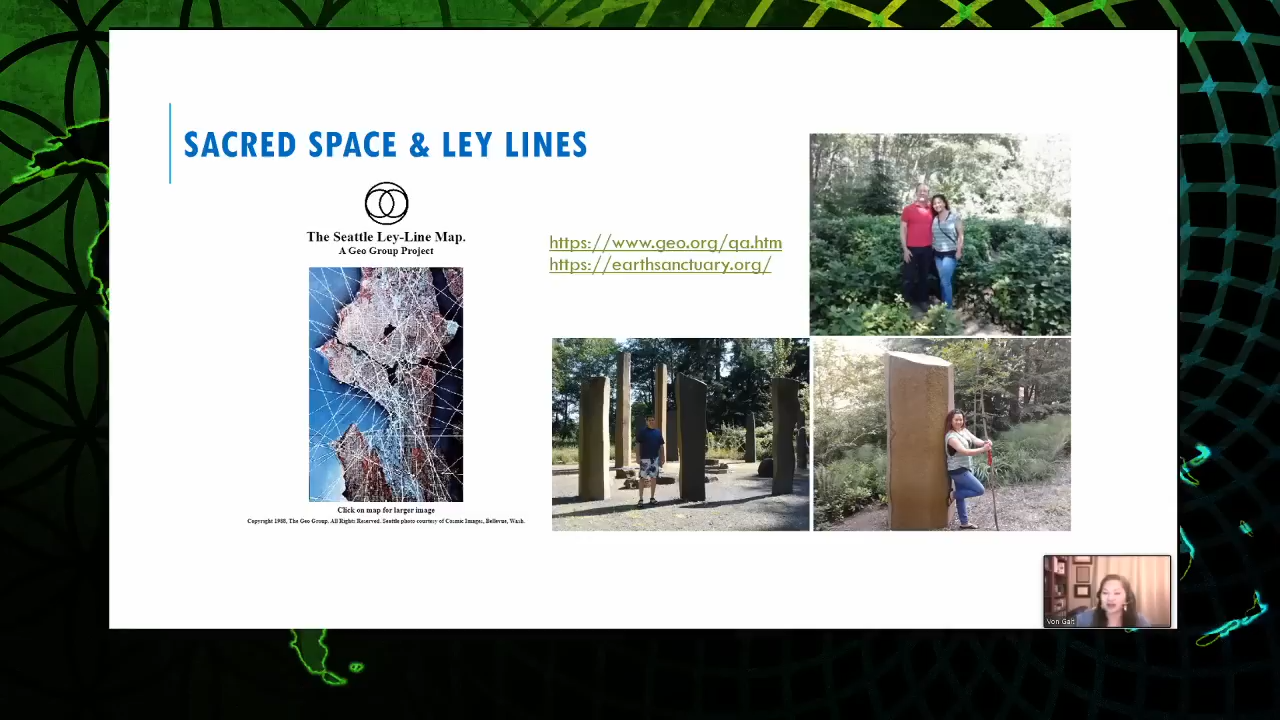 SACRED SPACE & LEY LINES
The Seattle Ley-Line Map.
A Geo Group Project
https://www.geo.org/qa.htm
https://earthsanctuary.org/
Click on map for larger image
Copyright 1988, The Geo Group. All Rights Reserved. Seattle photo courtesy of Cosmic Images, Bellevue, Wash.
Von Galt